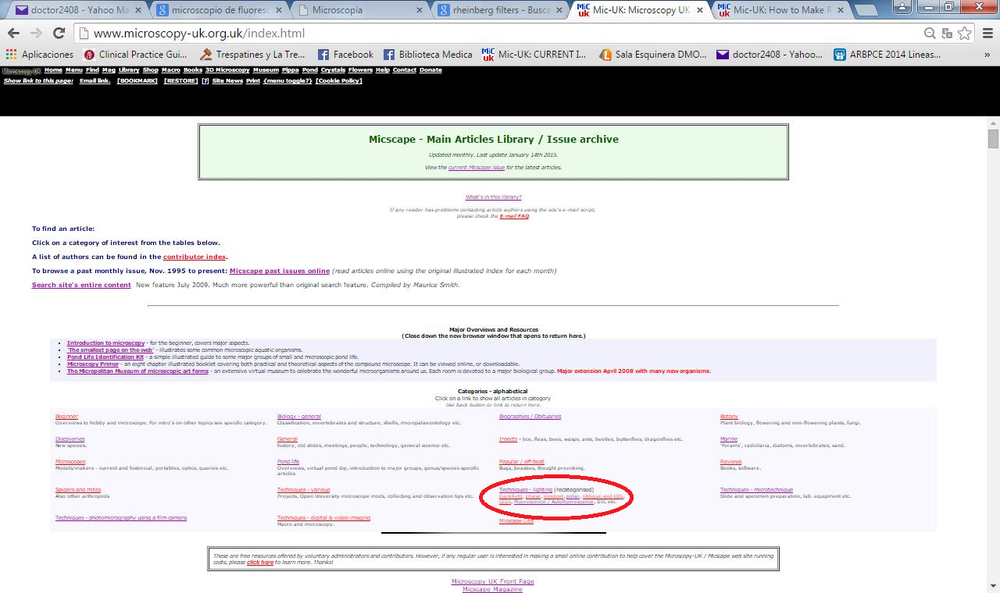 doctor2408 - Yahoo Ma
microscopio de fluoresc
Microscopía
rheinberg filters - Busca
Mic-UK: Microscopy UK
Mic-UK: How to Make R
www.microscopy-uk.org.uk/index.html
Aplicaciones
Clinical Practice Gui...
Trespatines y La Tre...
Facebook
Biblioteca Medica
Mic-UK: CURRENT I...
Sala Esquinera DMO...
doctor2408 - Yahoo...
ARBPCE 2014 Lineas...
»
Microscopy-UK Home Menu Find Mag Library Shop Macro Books 3D Microscopy Museum Pippa Pond Crystals Flowers Help Contact Donate
Show link to this page: Email link. [BOOKMARK] [RESTORE] [?] Site News Print {menu toggle?} [Cookie Policy]
Micscape - Main Articles Library / Issue archive
Updated monthly. Last update January 14th 2015.
View the current Micscape issue for the latest articles.
What's in this library?
If any reader has problems contacting article authors using the site's e-mail script,
please check the E-mail FAQ.
To find an article:
Click on a category of interest from the tables below.
A list of authors can be found in the contributor index.
To browse a past monthly issue, Nov. 1995 to present: Micscape past issues online (read articles online using the original illustrated index for each month)
Search site's entire content New feature July 2009. Much more powerful than original search feature. Compiled by Maurice Smith.
Major Overviews and Resources
(Close down the new browser window that opens to return here.)
Introduction to microscopy - for the beginner, covers major aspects.
'The smallest page on the web' - illustrates some common microscopic aquatic organisms.
Pond Life Identification Kit - a simple illustrated guide to some major groups of small and microscopic pond life.
Microscopy Primer - an eight chapter illustrated booklet covering both practical and theoretical aspects of the compound microscope. It can be viewed online, or downloadable.
The Micropolitan Museum of microscopic art forms - an extensive virtual museum to celebrate the wonderful microorganisms around us. Each room is devoted to a major biological group. Major extension April 2008 with many new organisms.
Categories - alphabetical
Click on a link to show all articles in category
Use back button or link to return here.
Beginner
Overviews to hobby and microscope. For intro's on other topics see specific category.
Biology - general
Classification, invertebrates and structure, shells, micropalaeontology etc.
Biographies / Obituaries
Botany
Plant biology, flowering and non-flowering plants, fungi.
Discoveries
New species.
General
history, old slides, meetings, people, technology, general science etc.
Insects - lice, fleas, bees, wasps, ants, beetles, butterflies, dragonflies etc.
Marine
'Forams', radiolaria, diatoms, invertebrates, sand.
Microscopes
Models/makers - current and historical, portables, optics, queries etc.
Pond life
Overviews, virtual pond dip, introduction to major groups, genus/species specific
articles
Popular / off-beat
Bugs, beasties, thought provoking.
Reviews
Books, software.
Spiders and mites
Also other arthropods
Techniques - various
Projects, Open University microscope mods, collecting and observation tips etc.
Techniques - lighting (recategorised)
Darkfield, phase, incident, polar, oblique and COL,
LEDs, Fluorescence / Autofluorescence, DIC etc.
Techniques - microtechnique
Slide and specimen preparation, lab. equipment etc.
Techniques - photomicrography using a film camera
Techniques - digital & video imaging
Macro and microscopy.
Micscape Lite
These are free resources offered by voluntary administrators and contributors. However, if any regular user is interested in making a small online contribution to help cover the Microscopy-UK / Micscape web site running
costs, please click here to learn more. Thanks!
Microscopy UK Front Page
Micscape Magazine